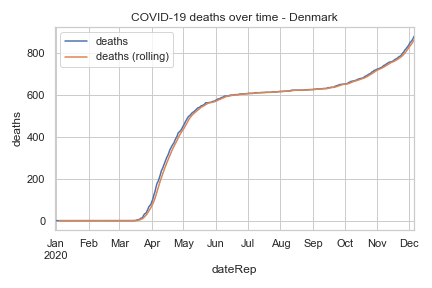 COVID-19 deaths over time - Denmark
deaths
deaths (rolling)
800
600
400
200
0
deaths
Jan Feb Mar Apr May Jun Jul Aug Sep Oct Nov Dec
2020
dateRep